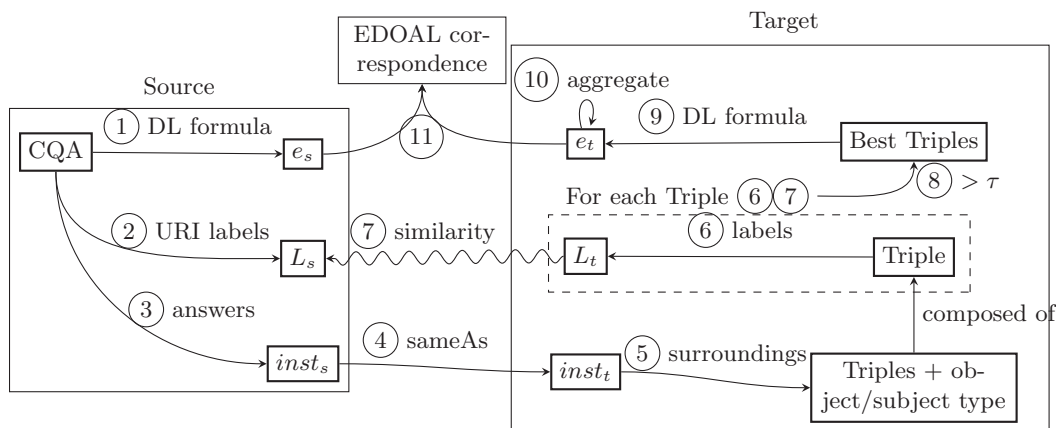 EDOAL cor-
respondence
Target
Source
10 aggregate
1 DL formula
9 DL formula
CQA
e_s
11
e_t
Best Triples
8 > τ
For each Triple 6 7
2 URI labels
7 similarity
6 labels
L_s
L_t
Triple
3 answers
composed of
4 sameAs
5 surroundings
inst_s
inst_t
Triples + ob-
ject/subject type